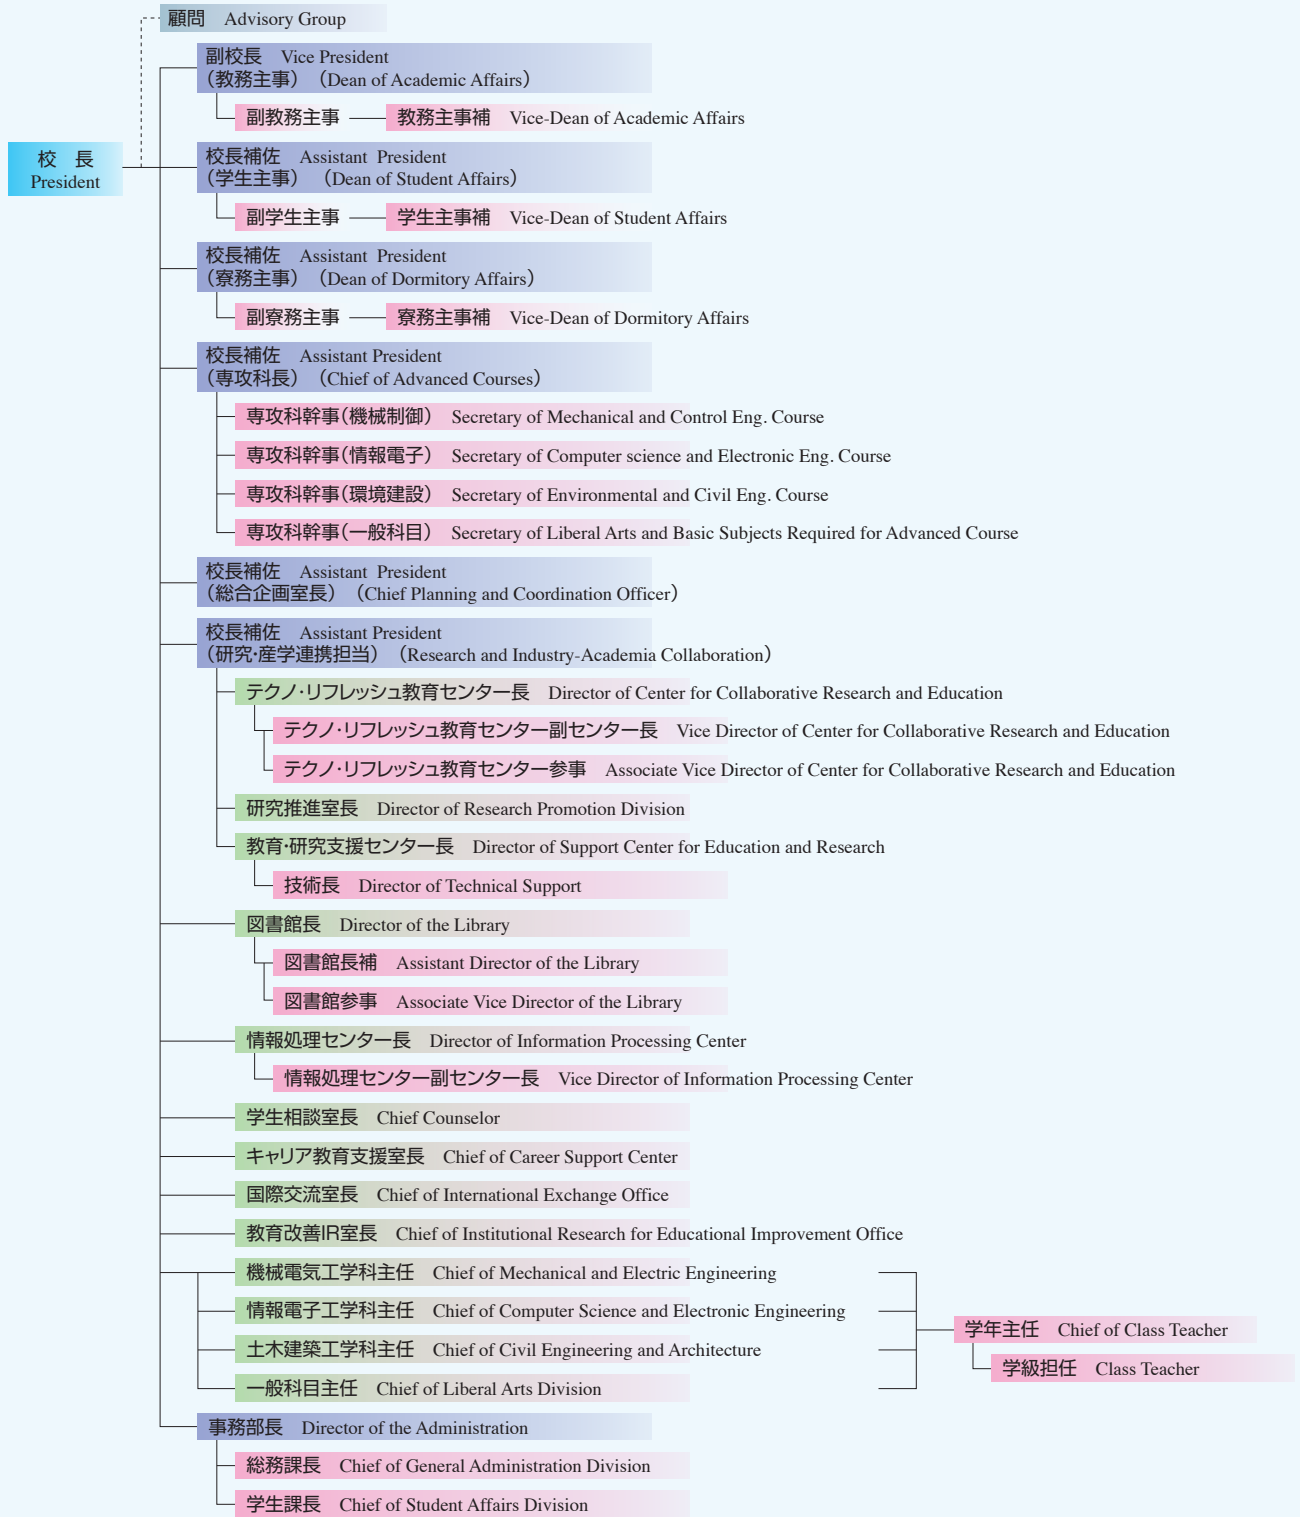 顧問 Advisory Group
副校長 Vice President
（教務主事）（Dean of Academic Affairs）
副教務主事 教務主事補 Vice-Dean of Academic Affairs
校 長
President
校長補佐 Assistant President
（学生主事）（Dean of Student Affairs）
副学生主事 学生主事補 Vice-Dean of Student Affairs
校長補佐 Assistant President
（寮務主事）（Dean of Dormitory Affairs）
副寮務主事 寮務主事補 Vice-Dean of Dormitory Affairs
校長補佐 Assistant President
（専攻科長）（Chief of Advanced Courses）
専攻科幹事（機械制御） Secretary of Mechanical and Control Eng. Course
専攻科幹事（情報電子） Secretary of Computer science and Electronic Eng. Course
専攻科幹事（環境建設） Secretary of Environmental and Civil Eng. Course
専攻科幹事（一般科目） Secretary of Liberal Arts and Basic Subjects Required for Advanced Course
校長補佐 Assistant President
（総合企画室長）（Chief Planning and Coordination Officer）
校長補佐 Assistant President
（研究・産学連携担当）（Research and Industry-Academia Collaboration）
テクノ・リフレッシュ教育センター長 Director of Center for Collaborative Research and Education
テクノ・リフレッシュ教育センター副センター長 Vice Director of Center for Collaborative Research and Education
テクノ・リフレッシュ教育センター参事 Associate Vice Director of Center for Collaborative Research and Education
研究推進室長 Director of Research Promotion Division
教育・研究支援センター長 Director of Support Center for Education and Research
技術長 Director of Technical Support
図書館長 Director of the Library
図書館長補 Assistant Director of the Library
図書館参事 Associate Vice Director of the Library
情報処理センター長 Director of Information Processing Center
情報処理センター副センター長 Vice Director of Information Processing Center
学生相談室長 Chief Counselor
キャリア教育支援室長 Chief of Career Support Center
国際交流室長 Chief of International Exchange Office
教育改善IR室長 Chief of Institutional Research for Educational Improvement Office
機械電気工学科主任 Chief of Mechanical and Electric Engineering
情報電子工学科主任 Chief of Computer Science and Electronic Engineering
土木建築工学科主任 Chief of Civil Engineering and Architecture
一般科目主任 Chief of Liberal Arts Division
学年主任 Chief of Class Teacher
学級担任 Class Teacher
事務部長 Director of the Administration
総務課長 Chief of General Administration Division
学生課長 Chief of Student Affairs Division